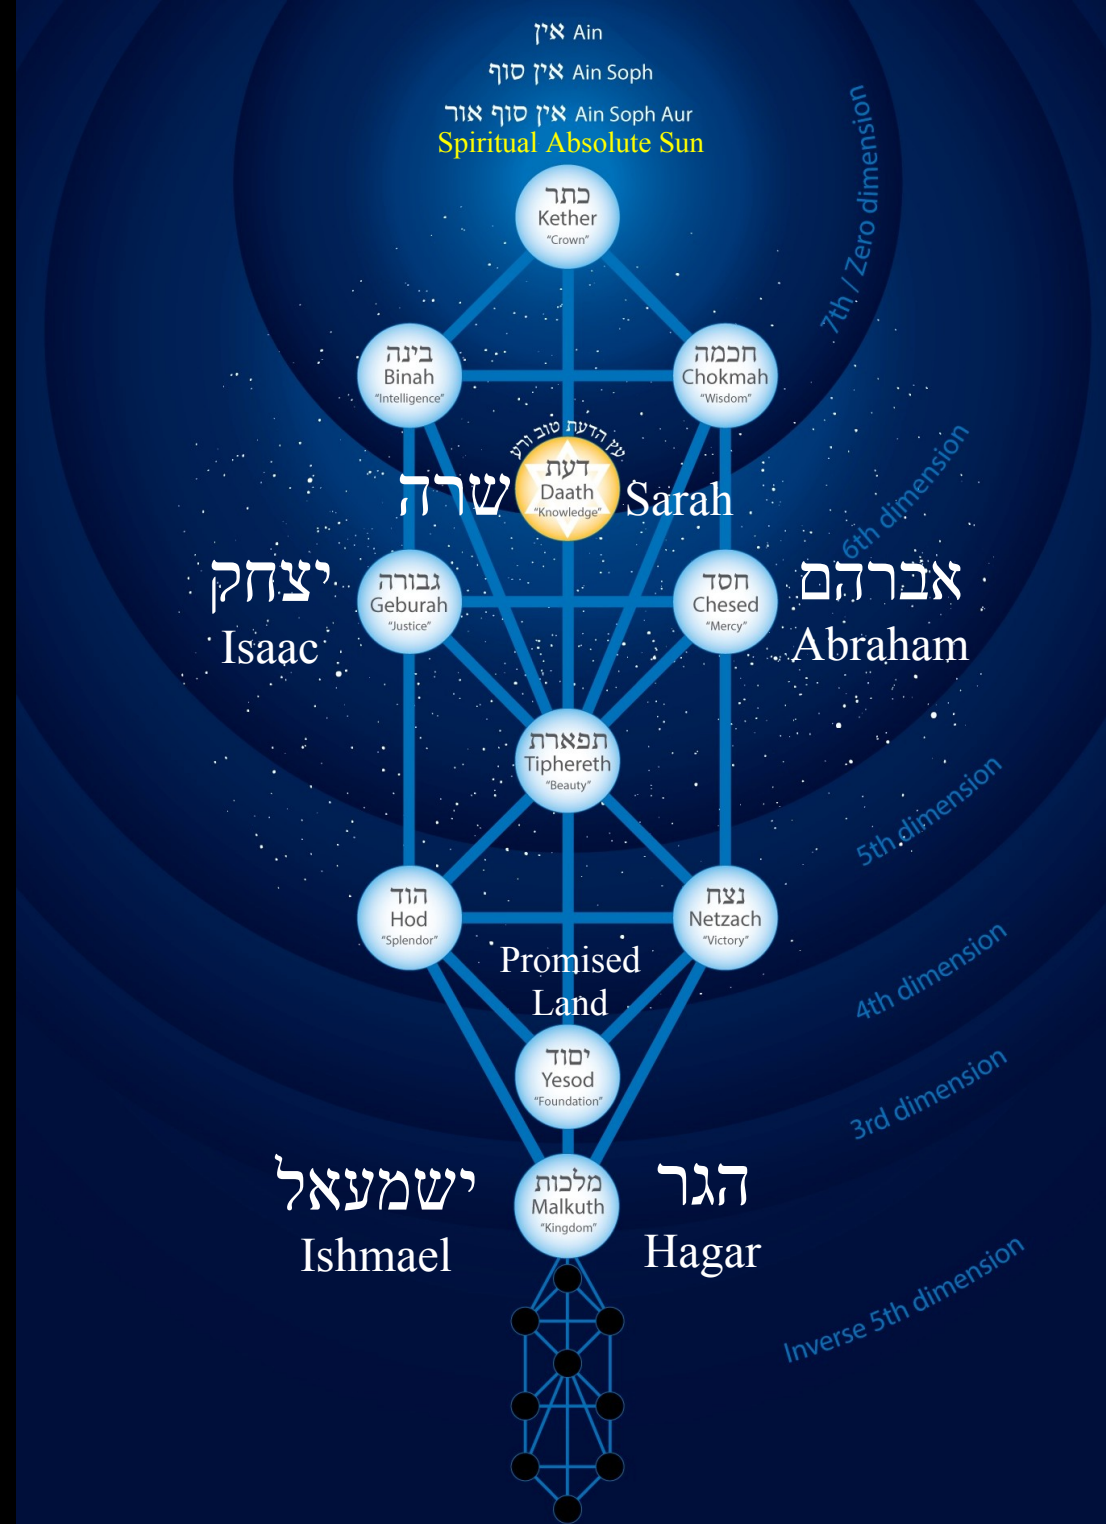 אין Ain
אין סוף Ain Soph
אין סוף אור Ain Soph Aur
Spiritual Absolute Sun
7th / Zero dimension
כתר
Kether
"Crown"
בינה
Binah
"Intelligence"
חכמה
Chokmah
"Wisdom"
עץ הדעת טוב ורע
שרה
דעת
Daath
"Knowledge"
Sarah
6th dimension
יצחק
Isaac
גבורה
Geburah
"Justice"
חסד
Chesed
"Mercy"
אברהם
Abraham
תפארת
Tiphereth
"Beauty"
5th dimension
הוד
Hod
"Splendor"
נצח
Netzach
"Victory"
Promised
Land
4th dimension
יסוד
Yesod
"Foundation"
3rd dimension
ישמעאל
Ishmael
מלכות
Malkuth
"Kingdom"
הגר
Hagar
Inverse 5th dimension